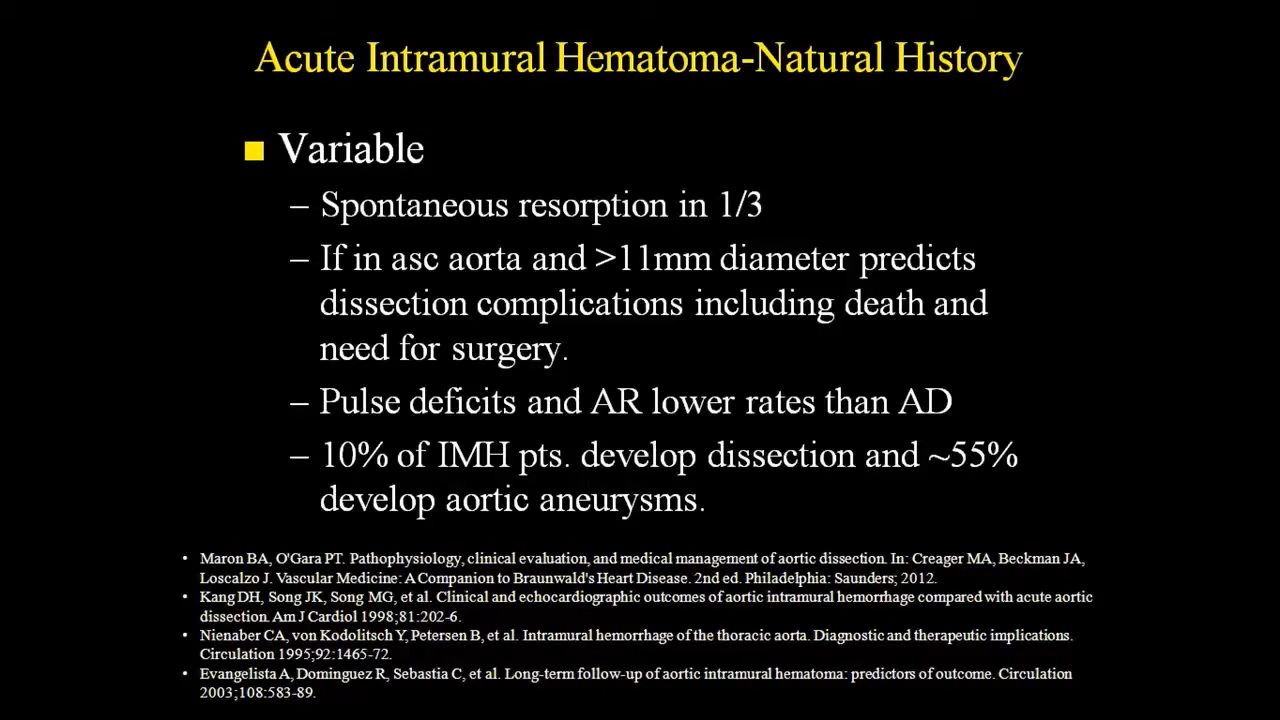 Acute Intramural Hematoma-Natural History
■ Variable
– Spontaneous resorption in 1/3
– If in asc aorta and >11mm diameter predicts
dissection complications including death and
need for surgery.
– Pulse deficits and AR lower rates than AD
– 10% of IMH pts. develop dissection and ~55%
develop aortic aneurysms.
• Maron BA, O'Gara PT. Pathophysiology, clinical evaluation, and medical management of aortic dissection. In: Creager MA, Beckman JA,
Loscalzo J. Vascular Medicine: A Companion to Braunwald's Heart Disease. 2nd ed. Philadelphia: Saunders; 2012.
• Kang DH, Song JK, Song MG, et al. Clinical and echocardiographic outcomes of aortic intramural hemorrhage compared with acute aortic
dissection. Am J Cardiol 1998;81:202-6.
• Nienaber CA, von Kodolitsch Y, Petersen B, et al. Intramural hemorrhage of the thoracic aorta. Diagnostic and therapeutic implications.
Circulation 1995;92:1465-72.
• Evangelista A, Dominguez R, Sebastia C, et al. Long-term follow-up of aortic intramural hematoma: predictors of outcome. Circulation
2003;108:583-89.